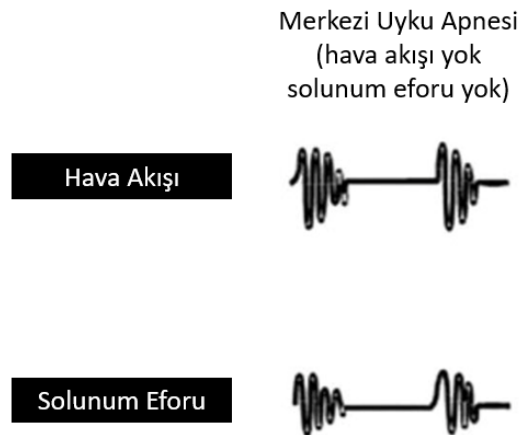 Merkezi Uyku Apnesi
(hava akışı yok
solunum eforu yok)
Hava Akışı
Solunum Eforu